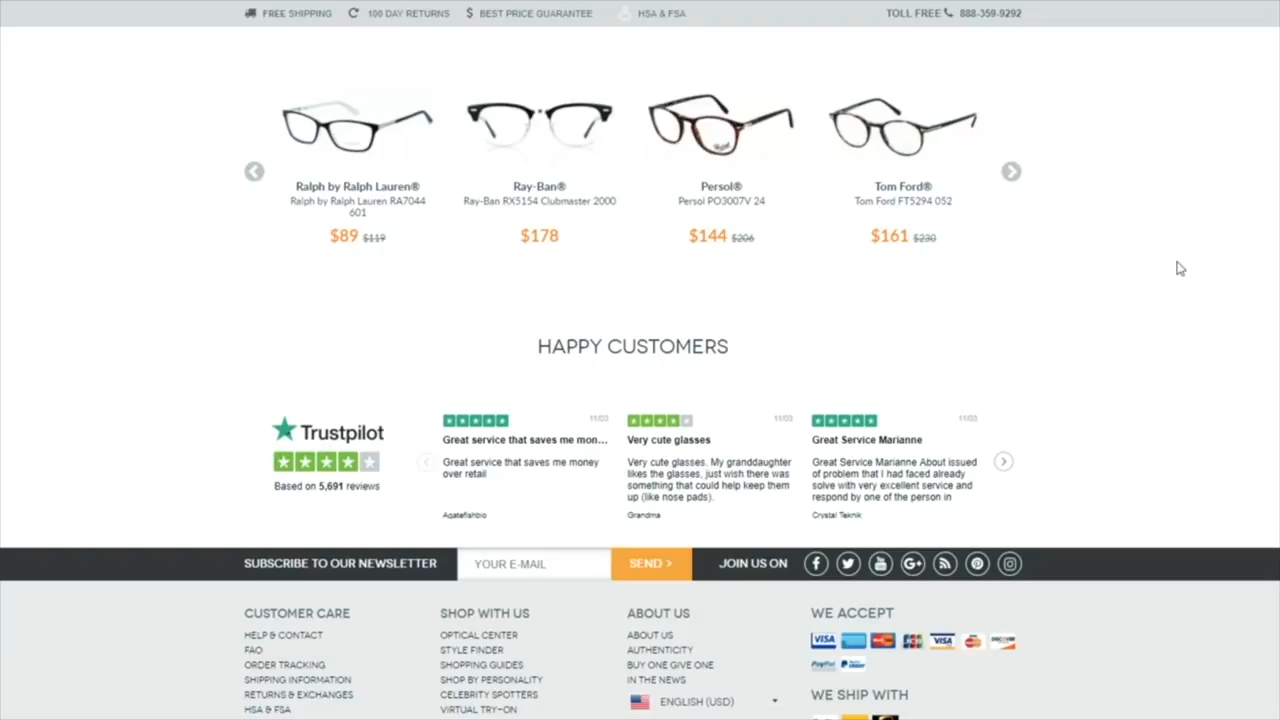 FREE SHIPPING 100 DAY RETURNS $ BEST PRICE GUARANTEE HSA & FSA TOLL FREE 888-359-9292
Ralph by Ralph Lauren®
Ralph by Ralph Lauren RA7044
601
$89 $119
Ray-Ban®
Ray-Ban RX5154 Clubmaster 2000
$178
Persol®
Persol PO3007V 24
$144 $206
Tom Ford®
Tom Ford FT5294 052
$161 $230
HAPPY CUSTOMERS
Trustpilot
Based on 5,691 reviews
11/03
Great service that saves me mon...
Great service that saves me money
over retail
Agatefishbio
11/03
Very cute glasses
Very cute glasses. My granddaughter
likes the glasses, just wish there was
something that could help keep them
up (like nose pads).
Grandma
11/03
Great Service Marianne
Great Service Marianne About issued
of problem that I had faced already
solve with very excellent service and
respond by one of the person in
Crystal Teknik
SUBSCRIBE TO OUR NEWSLETTER YOUR E-MAIL SEND > JOIN US ON
CUSTOMER CARE
HELP & CONTACT
FAQ
ORDER TRACKING
SHIPPING INFORMATION
RETURNS & EXCHANGES
HSA & FSA
SHOP WITH US
OPTICAL CENTER
STYLE FINDER
SHOPPING GUIDES
SHOP BY PERSONALITY
CELEBRITY SPOTTERS
VIRTUAL TRY-ON
ABOUT US
ABOUT US
AUTHENTICITY
BUY ONE GIVE ONE
IN THE NEWS
ENGLISH (USD)
WE ACCEPT
VISA VISA DISCOVER
PayPal
WE SHIP WITH